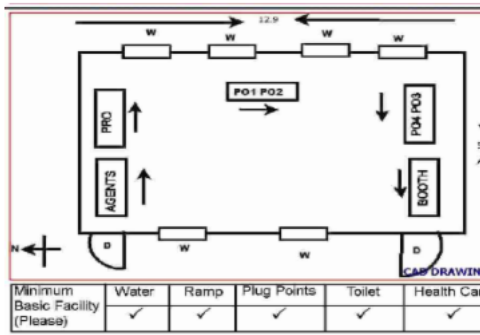 12.9
W W W W
PO1 PO2
PRO
PO4 PO3
AGENTS
BOOTH
N
D
W
W
D
CAD DRAWIN
Minimum Basic Facility (Please) Water Ramp Plug Points Toilet Health Car
✓ ✓ ✓ ✓ ✓